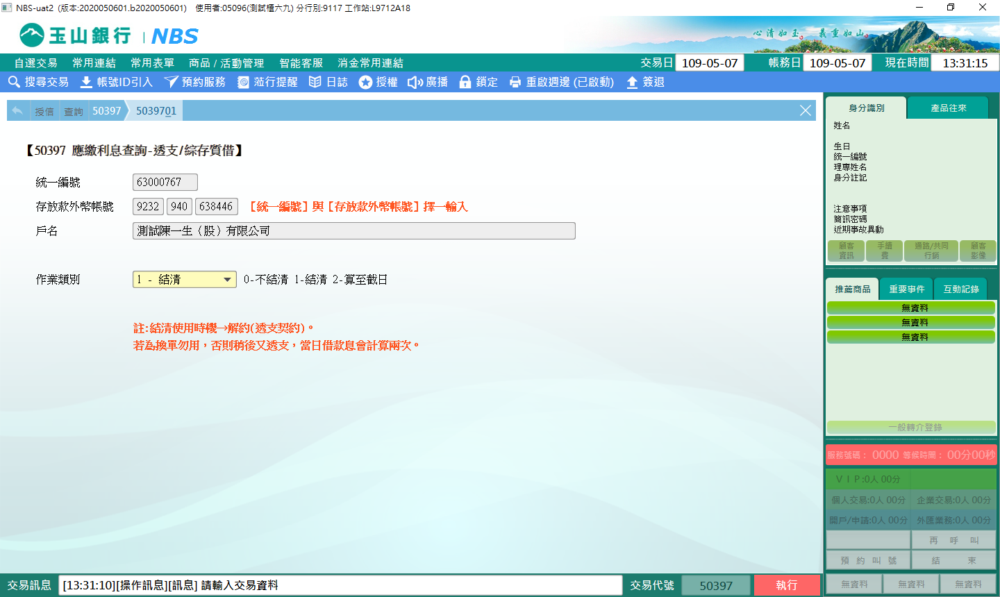 NBS-uat2 (版本:2020050601.b2020050601) 使用者:05096(測試櫃六九) 分行別:9117 工作站:L9712A18
玉山銀行 | NBS
心清如玉。 義重如山。
自選交易 常用連結 常用表單 商品 / 活動管理 智能客服 消金常用連結 交易日 109-05-07 帳務日 109-05-07 現在時間 13:31:15
搜尋交易 帳號ID引入 預約服務 蒞行提醒 日誌 授權 廣播 鎖定 重啟週邊 (已啟動) 簽退
授信 查詢 50397 5039701
【50397 應繳利息查詢-透支/綜存質借】
統一編號 63000767
存放款外幣帳號 9232 940 638446 【統一編號】與【存放款外幣帳號】擇一輸入
戶名 測試陳一生（股）有限公司
作業類別 1 - 結清 0-不結清 1-結清 2-算至截日
註:結清使用時機→解約(透支契約)。
若為換單勿用，否則稍後又透支，當日借款息會計算兩次。
身分識別 產品往來
姓名
生日
統一編號
理專姓名
身分註記
注意事項
簡訊密碼
近期事故異動
顧客資訊 手續費 通路/共同行銷 顧客影像
推薦商品 重要事件 互動記錄
無資料
無資料
無資料
一般轉介登錄
服務號碼： 0000 等候時間： 00分00秒
ＶＩＰ:0人 00分
個人交易:0人 00分 企業交易:0人 00分
開戶/申請:0人 00分 外匯業務:0人 00分
再 呼 叫
預 約 叫 號 結 束
無資料 無資料 無資料
交易訊息 [13:31:10][操作訊息][訊息] 請輸入交易資料 交易代號 50397 執行